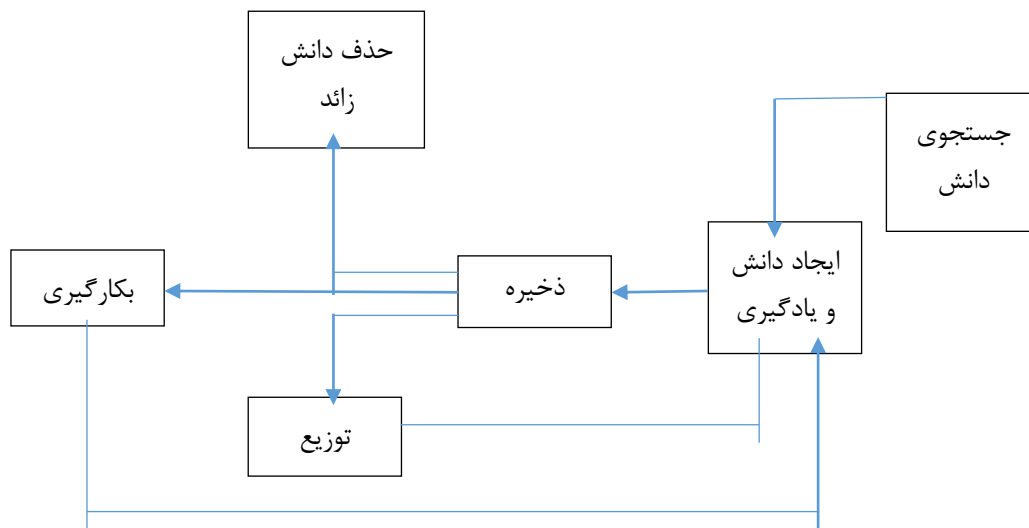 حذف دانش
زائد
جستجوی
دانش
ایجاد دانش
و یادگیری
ذخیره
بکارگیری
توزیع